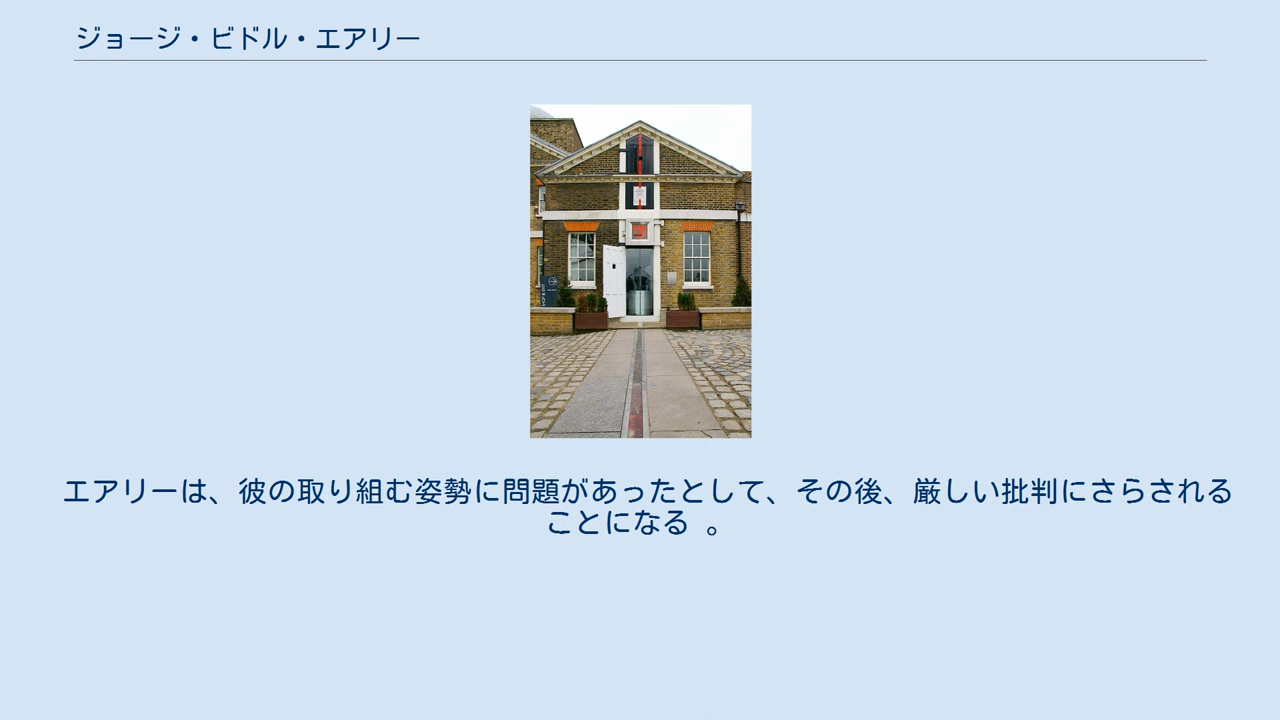 ジョージ・ビドル・エアリー
エアリーは、彼の取り組む姿勢に問題があったとして、その後、厳しい批判にさらされる
ことになる 。